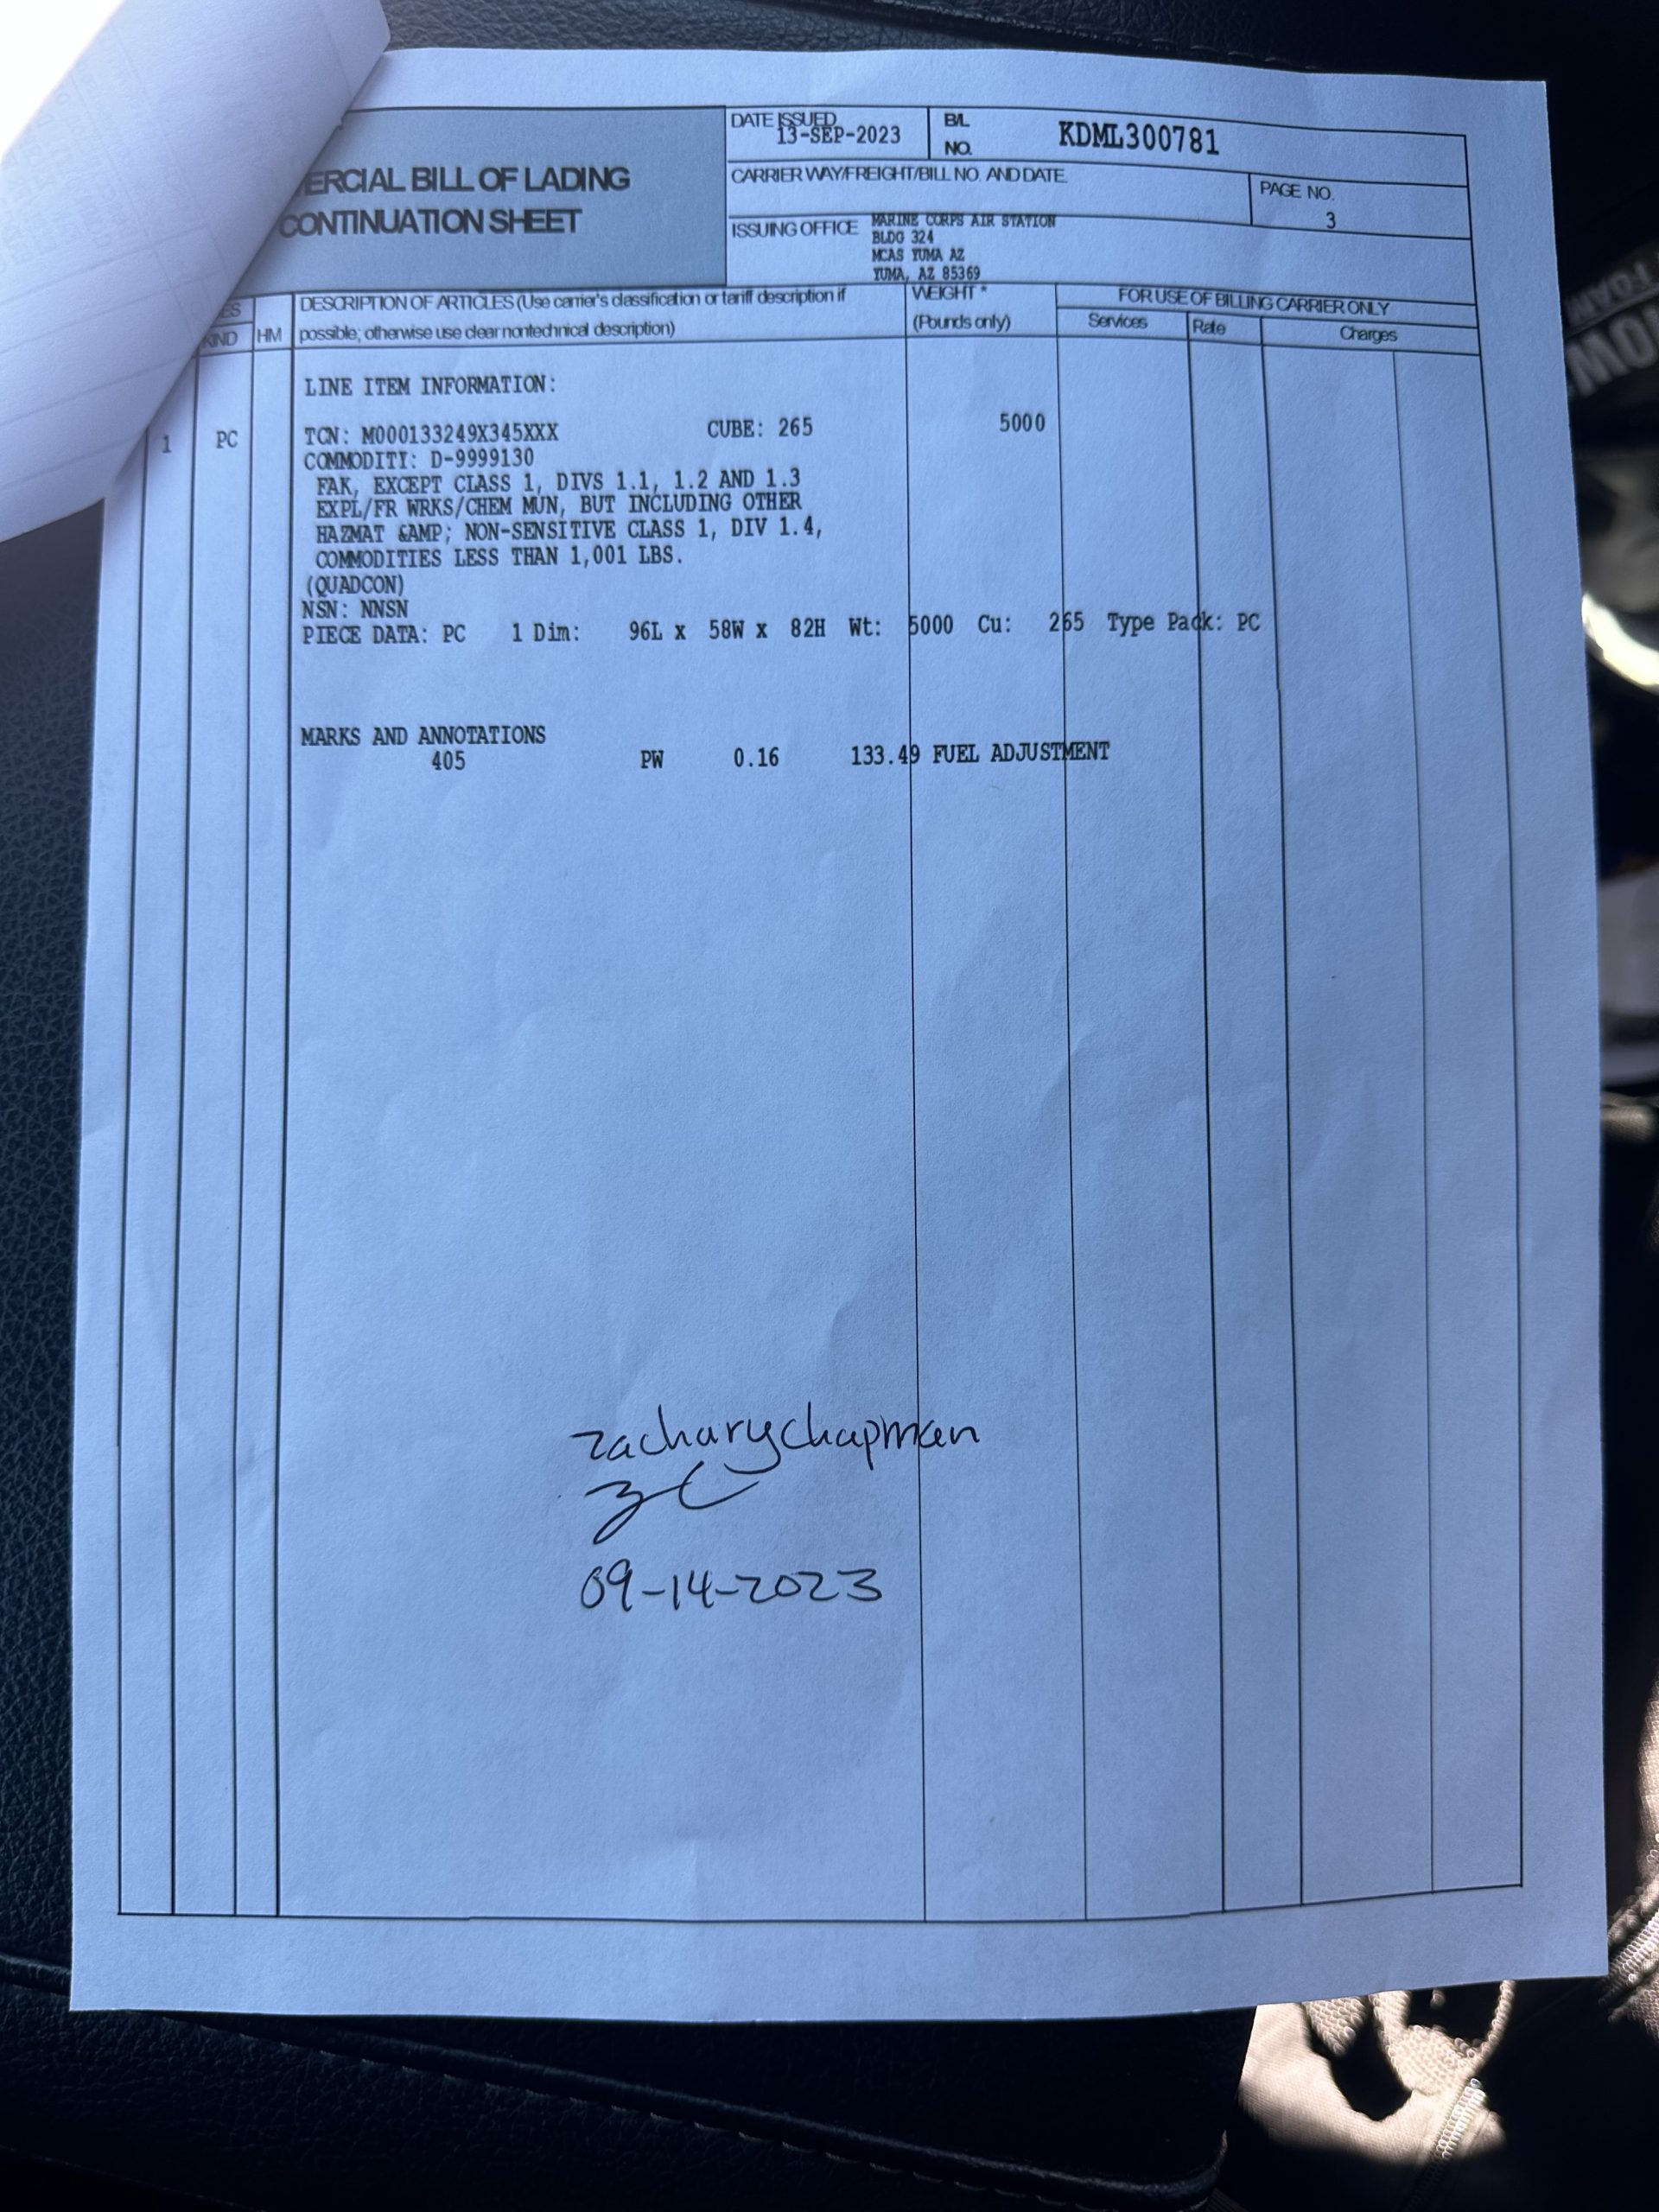 ERCIAL BILL OF LADING
CONTINUATION SHEET
DATE ISSUED
13-SEP-2023
B/L
NO.
KDML300781
CARRIER WAY/FREIGHT/BILL NO. AND DATE
PAGE NO.
3
ISSUING OFFICE
MARINE CORPS AIR STATION
BLDG 324
MCAS YUMA AZ
YUMA, AZ 85369
ES
KIND
HM
DESCRIPTION OF ARTICLES (Use carrier's classification or tariff description if
possible; otherwise use clear nontechnical description)
WEIGHT *
(Pounds only)
FOR USE OF BILLING CARRIER ONLY
Services Rate Charges
LINE ITEM INFORMATION:
1 PC TCN: M000133249X345XXX CUBE: 265 5000
COMMODITY: D-9999130
FAK, EXCEPT CLASS 1, DIVS 1.1, 1.2 AND 1.3
EXPL/FR WRKS/CHEM MUN, BUT INCLUDING OTHER
HAZMAT &AMP; NON-SENSITIVE CLASS 1, DIV 1.4,
COMMODITIES LESS THAN 1,001 LBS.
(QUADCON)
NSN: NNSN
PIECE DATA: PC 1 Dim: 96L x 58W x 82H Wt: 5000 Cu: 265 Type Pack: PC
MARKS AND ANNOTATIONS
405 PW 0.16 133.49 FUEL ADJUSTMENT
zachary chapman
ZC
09-14-2023